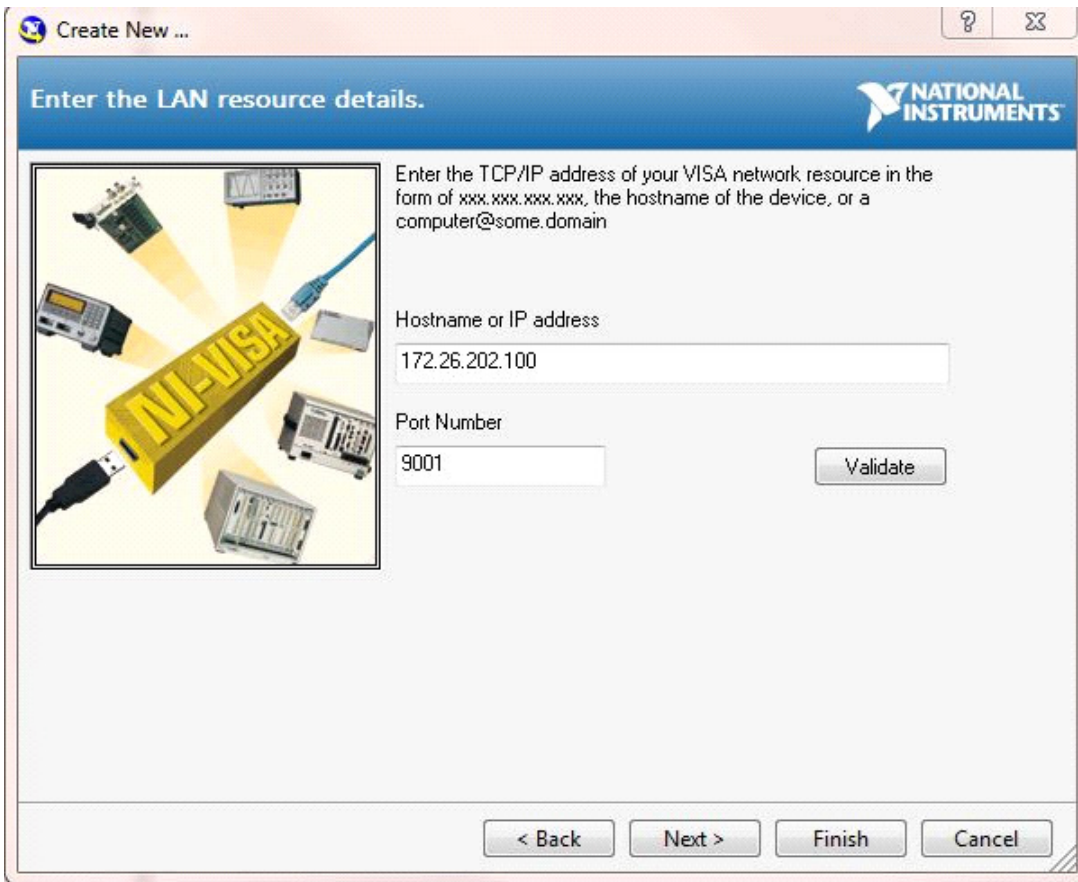 Create New ...
Enter the LAN resource details.
NATIONAL
INSTRUMENTS
Enter the TCP/IP address of your VISA network resource in the
form of xxx.xxx.xxx.xxx, the hostname of the device, or a
computer@some.domain
NI-VISA
Hostname or IP address
172.26.202.100
Port Number
9001
Validate
< Back
Next >
Finish
Cancel